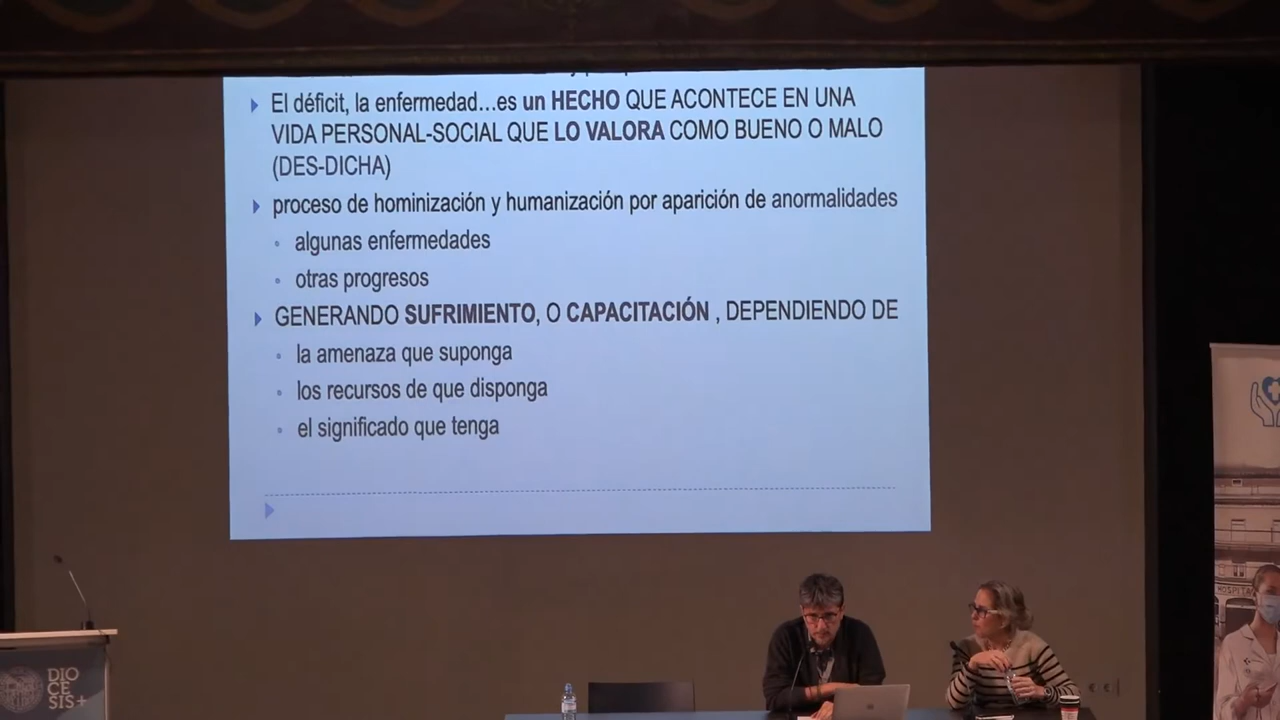 El déficit, la enfermedad...es un HECHO QUE ACONTECE EN UNA
VIDA PERSONAL-SOCIAL QUE LO VALORA COMO BUENO O MALO
(DES-DICHA)
proceso de hominización y humanización por aparición de anormalidades
algunas enfermedades
otras progresos
GENERANDO SUFRIMIENTO, O CAPACITACIÓN , DEPENDIENDO DE
la amenaza que suponga
los recursos de que disponga
el significado que tenga
DIO
CE
SIS+